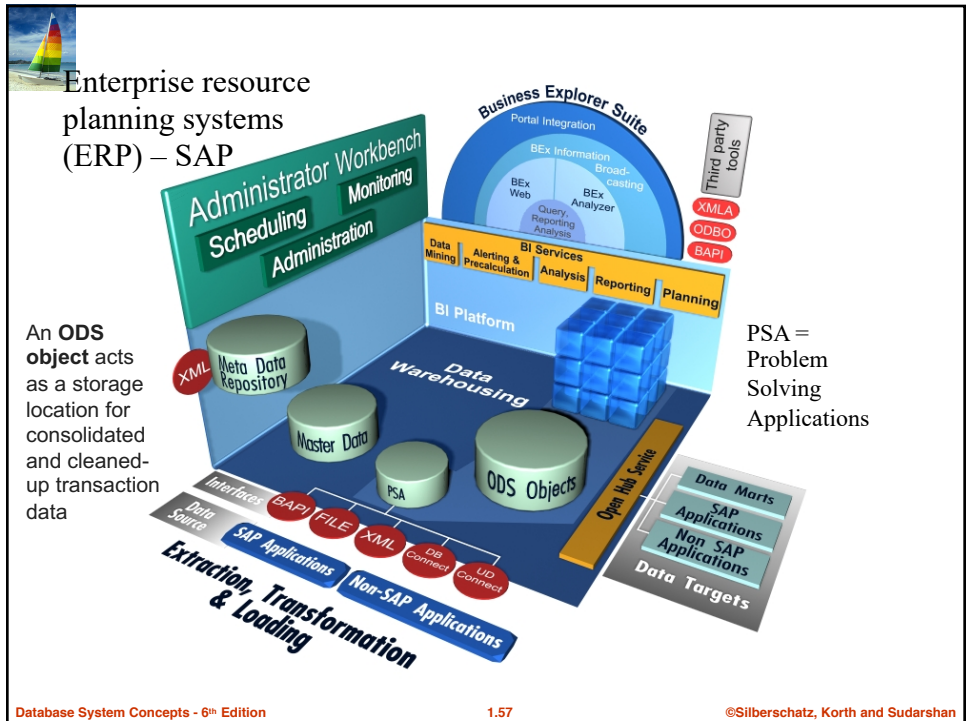 Enterprise resource
planning systems
(ERP) – SAP
Administrator Workbench
Scheduling
Monitoring
Administration
Business Explorer Suite
Portal Integration
BEx Information
Broad-
casting
BEx
Web
BEx
Analyzer
Query,
Reporting
Analysis
Third party
tools
XMLA
ODBO
BAPI
BI Services
Data
Mining
Alerting &
Precalculation
Analysis
Reporting
Planning
BI Platform
An ODS
object acts
as a storage
location for
consolidated
and cleaned-
up transaction
data
XML
Meta Data
Repository
Data
Warehousing
Master Data
PSA
ODS Objects
Open Hub Service
PSA =
Problem
Solving
Applications
Interfaces
BAPI
FILE
XML
DB
Connect
UD
Connect
Data
Source
SAP Applications
Non-SAP Applications
Extraction, Transformation
& Loading
Data Marts
SAP
Applications
Non SAP
Applications
Data Targets
Database System Concepts - 6th Edition
1.57
©Silberschatz, Korth and Sudarshan